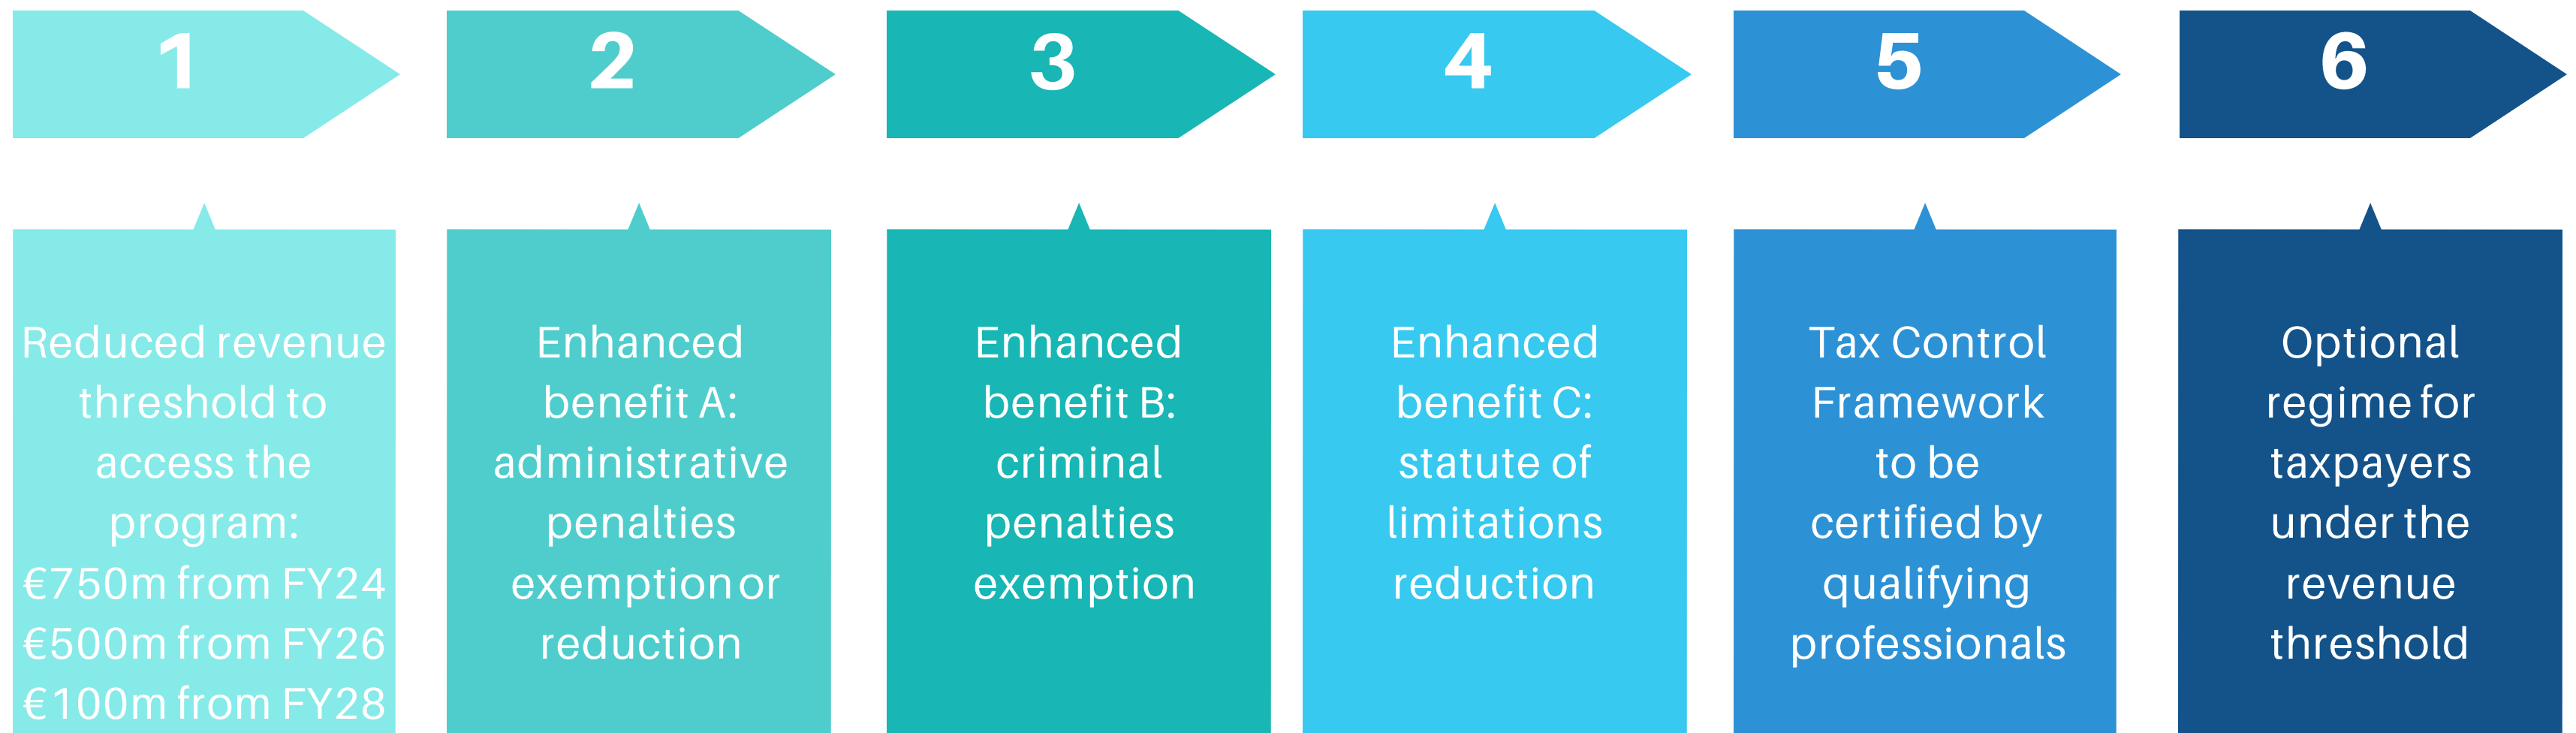 1
2
3
4
5
6
Reduced revenue
threshold to
access the
program:
€750m from FY24
€500m from FY26
€100m from FY28
Enhanced
benefit A:
administrative
penalties
exemption or
reduction
Enhanced
benefit B:
criminal
penalties
exemption
Enhanced
benefit C:
statute of
limitations
reduction
Tax Control
Framework
to be
certified by
qualifying
professionals
Optional
regime for
taxpayers
under the
revenue
threshold